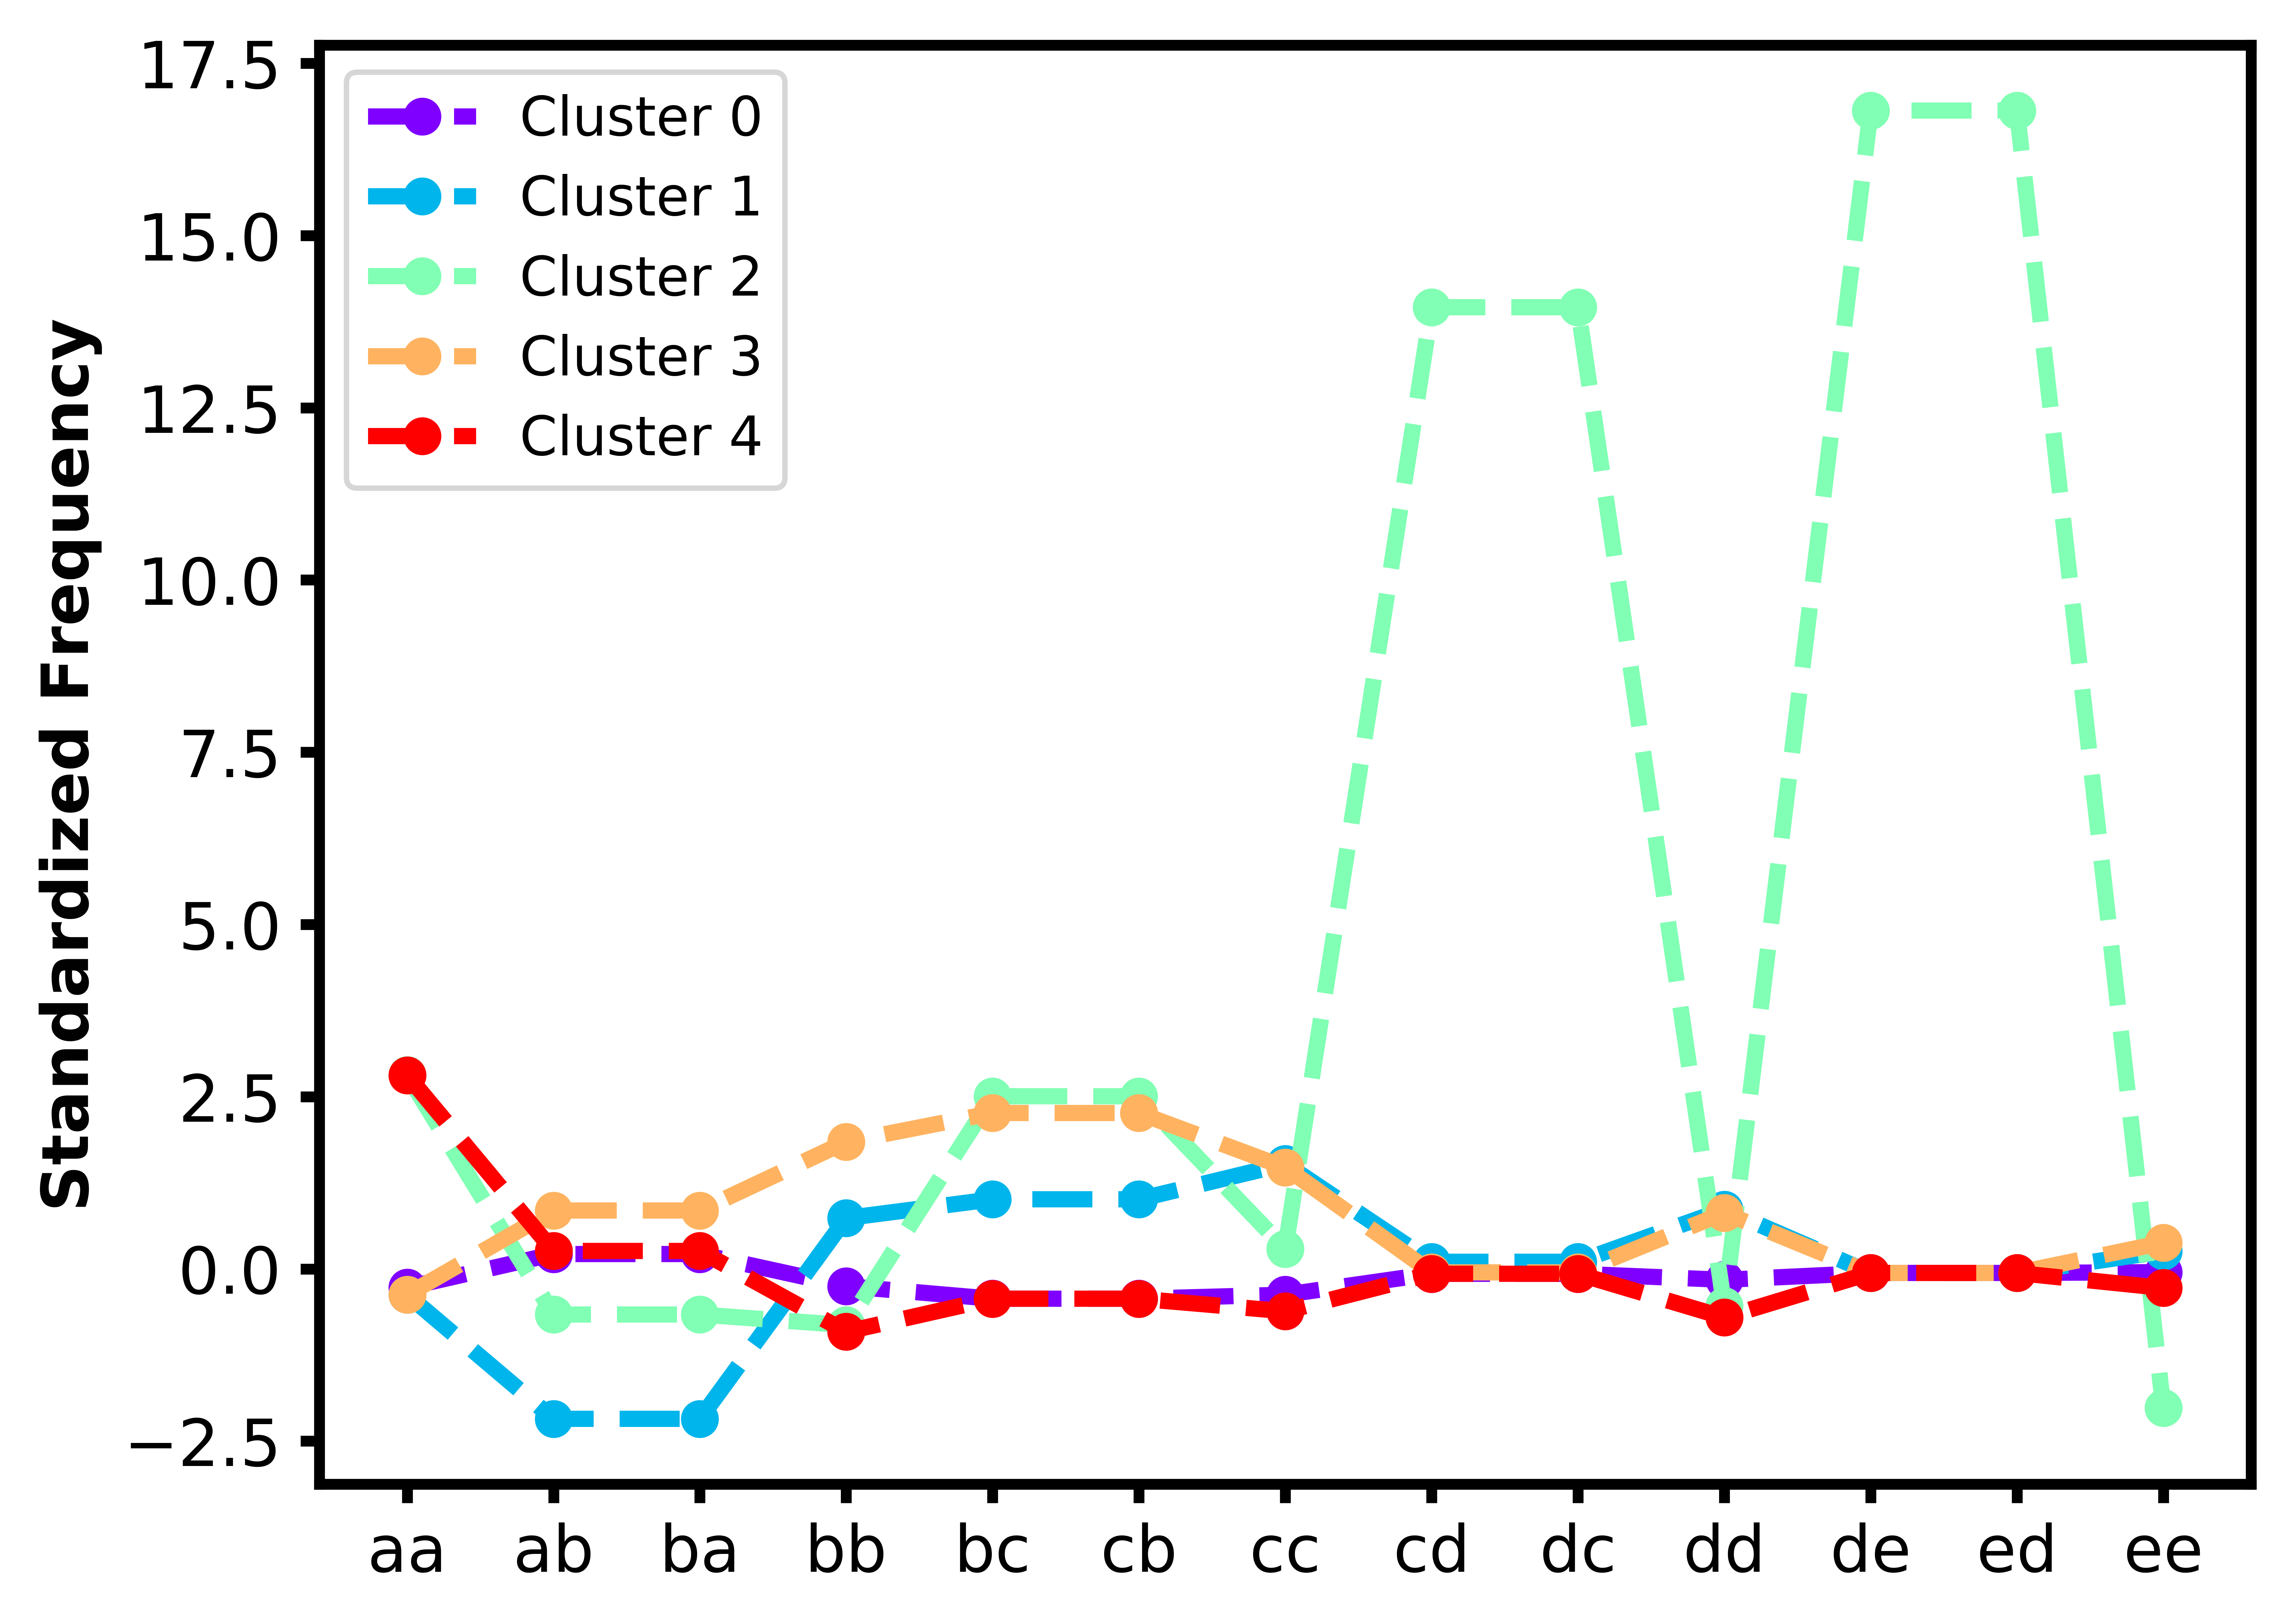 Standardized Frequency
17.5
15.0
12.5
10.0
7.5
5.0
2.5
0.0
−2.5
Cluster 0
Cluster 1
Cluster 2
Cluster 3
Cluster 4
aa ab ba bb bc cb cc cd dc dd de ed ee